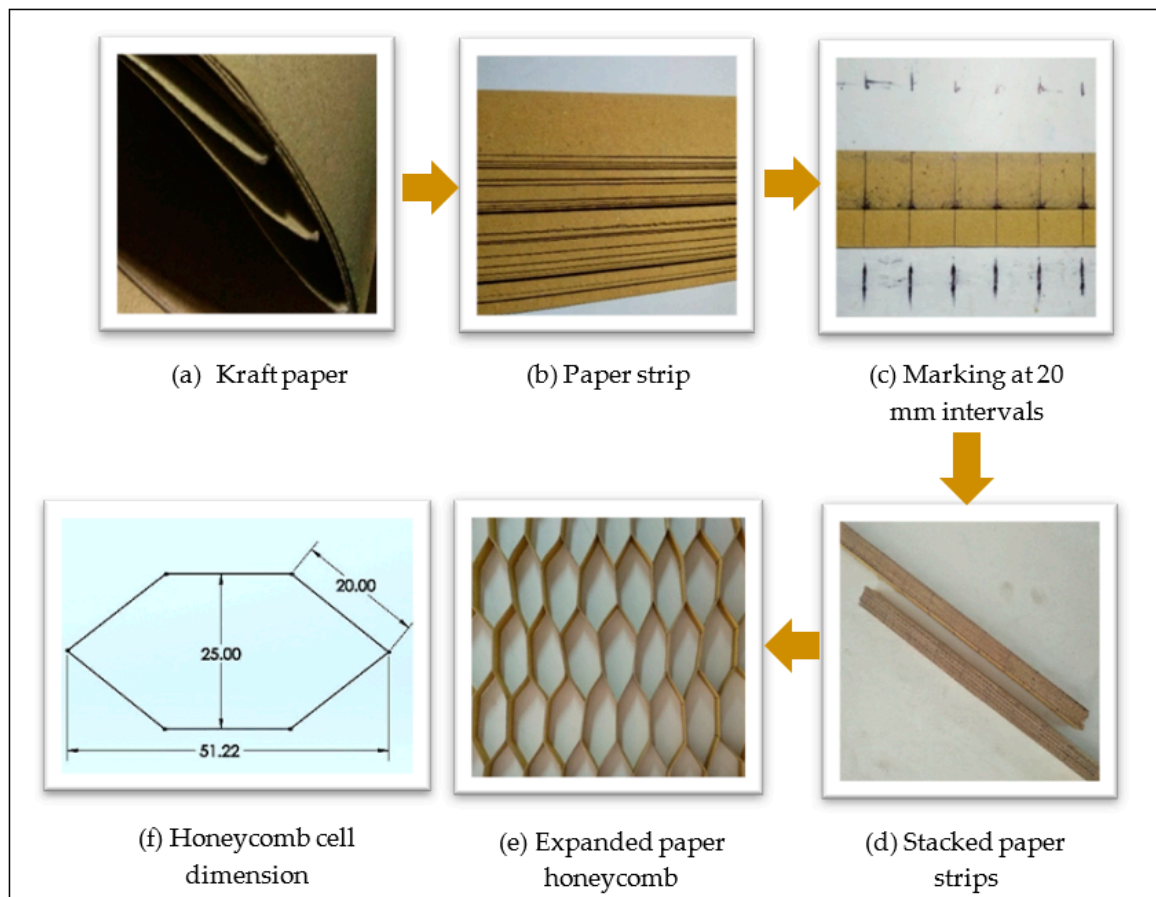 (a) Kraft paper
(b) Paper strip
(c) Marking at 20
mm intervals
20.00
25.00
51.22
(f) Honeycomb cell
dimension
(e) Expanded paper
honeycomb
(d) Stacked paper
strips